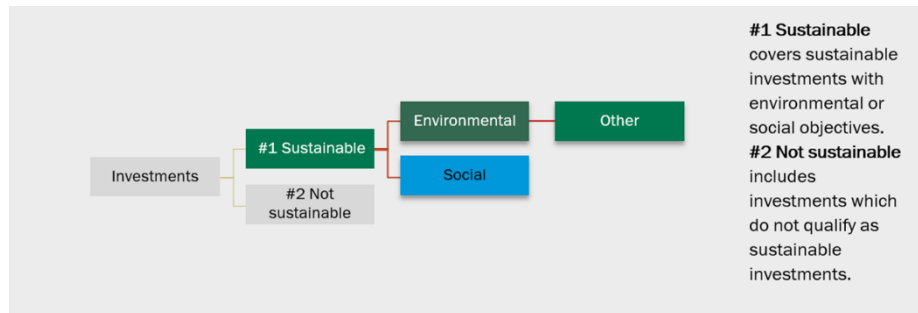 Investments
#1 Sustainable
#2 Not
sustainable
Environmental
Social
Other
#1 Sustainable
covers sustainable
investments with
environmental or
social objectives.
#2 Not sustainable
includes
investments which
do not qualify as
sustainable
investments.